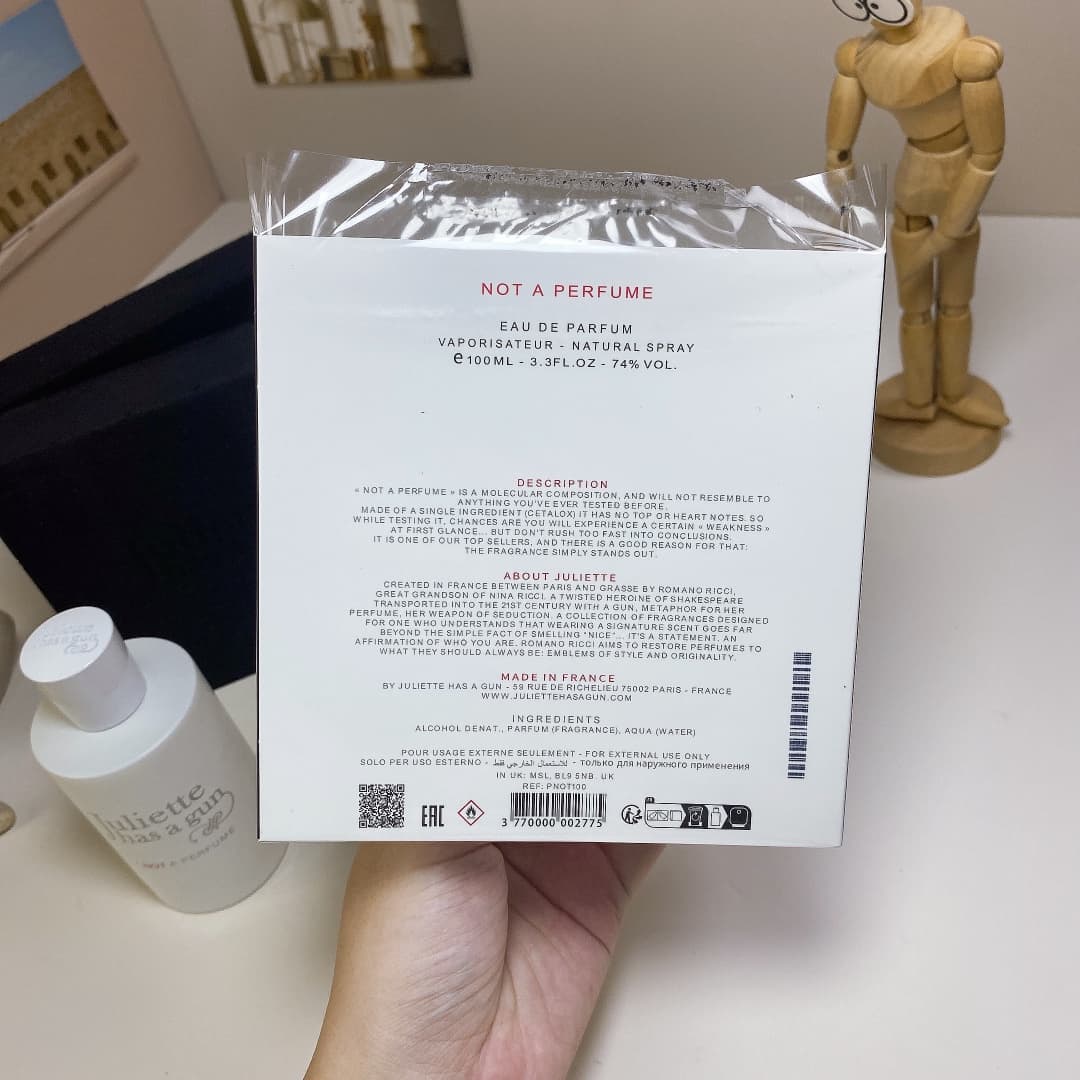 NOT A PERFUME
EAU DE PARFUM
VAPORISATEUR - NATURAL SPRAY
e 100ML - 3.3FL.OZ - 74% VOL.
DESCRIPTION
« NOT A PERFUME » IS A MOLECULAR COMPOSITION, AND WILL NOT RESEMBLE TO
ANYTHING YOU'VE EVER TESTED BEFORE.
MADE OF A SINGLE INGREDIENT (CETALOX) IT HAS NO TOP OR HEART NOTES. SO
WHILE TESTING IT, CHANCES ARE YOU WILL EXPERIENCE A CERTAIN « WEAKNESS »
AT FIRST GLANCE... BUT DON'T RUSH TOO FAST INTO CONCLUSIONS.
IT IS ONE OF OUR TOP SELLERS, AND THERE IS A GOOD REASON FOR THAT:
THE FRAGRANCE SIMPLY STANDS OUT.
ABOUT JULIETTE
CREATED IN FRANCE BETWEEN PARIS AND GRASSE BY ROMANO RICCI,
GREAT GRANDSON OF NINA RICCI. A TWISTED HEROINE OF SHAKESPEARE
TRANSPORTED INTO THE 21ST CENTURY WITH A GUN, METAPHOR FOR HER
PERFUME, HER WEAPON OF SEDUCTION. A COLLECTION OF FRAGRANCES DESIGNED
FOR ONE WHO UNDERSTANDS THAT WEARING A SIGNATURE SCENT GOES FAR
BEYOND THE SIMPLE FACT OF SMELLING "NICE"... IT'S A STATEMENT. AN
AFFIRMATION OF WHO YOU ARE. ROMANO RICCI AIMS TO RESTORE PERFUMES TO
WHAT THEY SHOULD ALWAYS BE: EMBLEMS OF STYLE AND ORIGINALITY.
MADE IN FRANCE
BY JULIETTE HAS A GUN - 59 RUE DE RICHELIEU 75002 PARIS - FRANCE
WWW.JULIETTEHASAGUN.COM
INGREDIENTS
ALCOHOL DENAT., PARFUM (FRAGRANCE), AQUA (WATER)
POUR USAGE EXTERNE SEULEMENT - FOR EXTERNAL USE ONLY
SOLO PER USO ESTERNO - للاستعمال الخارجي فقط - только для наружного применения
IN UK: MSL, BL9 5NB. UK
REF: PNOT100
EAC
3 770000 002775
Juliette
has a gun
NOT A PERFUME